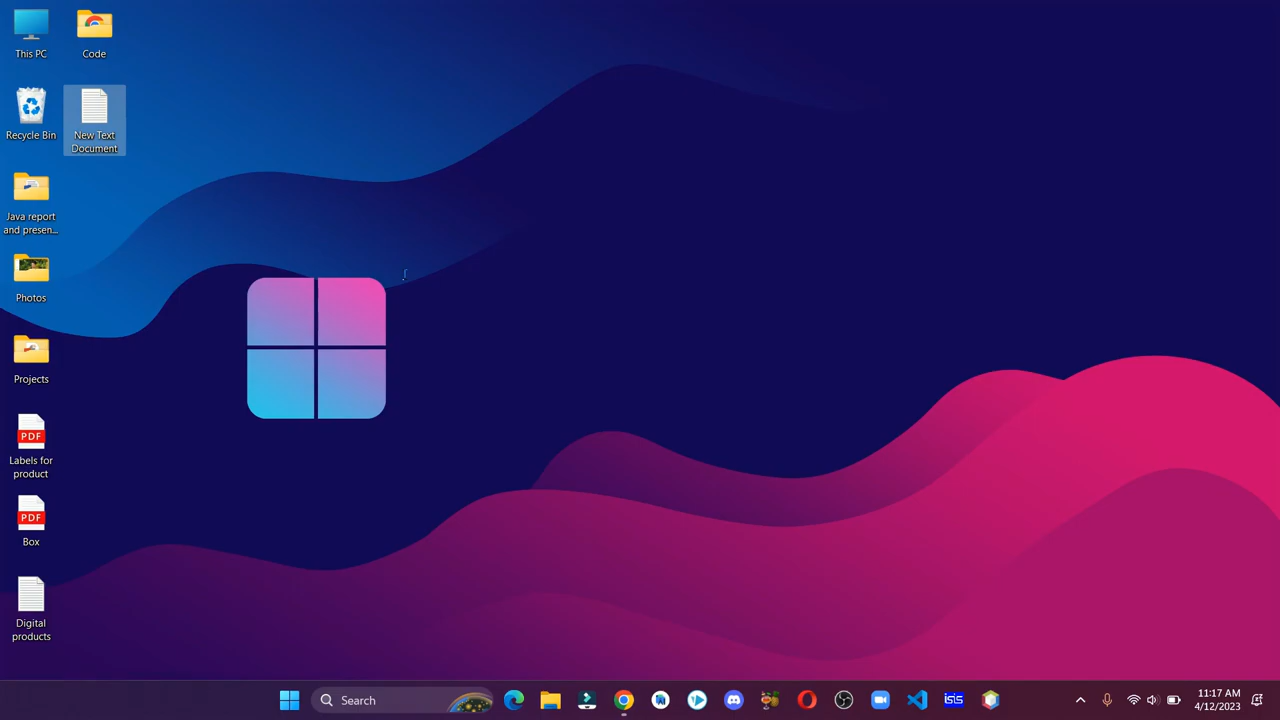 This PC
Code
Recycle Bin
New Text
Document
Java report
and presen...
Photos
Projects
PDF
Labels for
product
PDF
Box
Digital
products
Search
ISIS
11:17 AM
4/12/2023